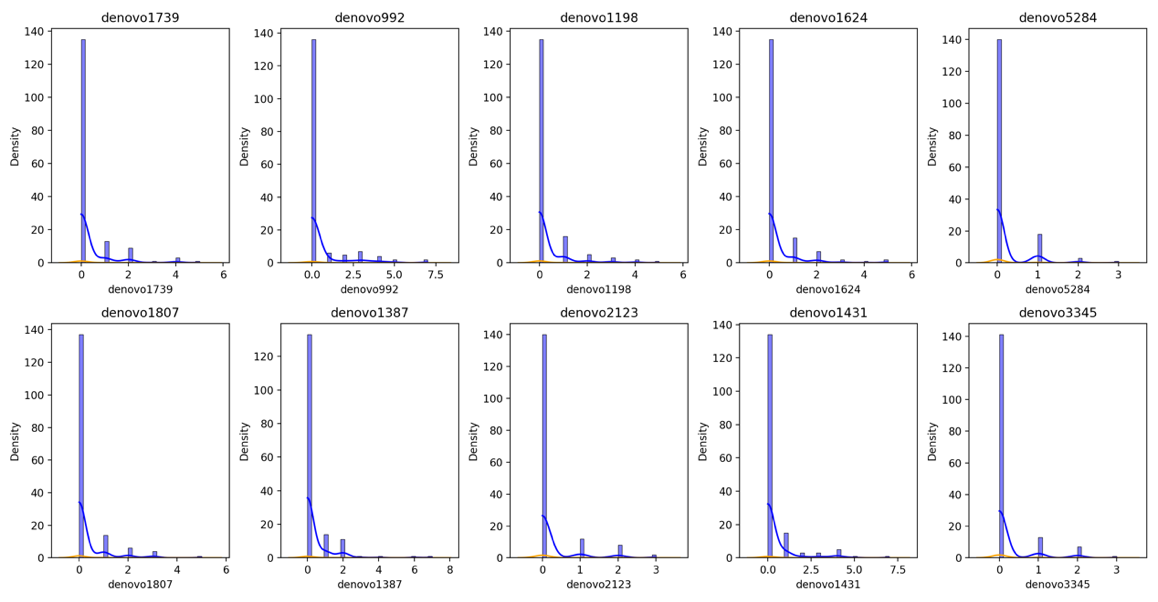 denovo1739 denovo992 denovo1198 denovo1624 denovo5284
140 140 140 140 140
120 120 120 120 120
100 100 100 100 100
80 80 80 80 80
60 60 60 60 60
40 40 40 40 40
20 20 20 20 20
0 0 0 0 0
Density Density Density Density Density
0 2 4 6 0.0 2.5 5.0 7.5 0 2 4 6 0 2 4 6 0 1 2 3
denovo1739 denovo992 denovo1198 denovo1624 denovo5284
denovo1807 denovo1387 denovo2123 denovo1431 denovo3345
140 140 140 140
120 120 120 120 120
100 100 100 100 100
80 80 80 80 80
60 60 60 60 60
40 40 40 40 40
20 20 20 20 20
0 0 0 0 0
Density Density Density Density Density
0 2 4 6 0 2 4 6 8 0 1 2 3 0.0 2.5 5.0 7.5 0 1 2 3
denovo1807 denovo1387 denovo2123 denovo1431 denovo3345